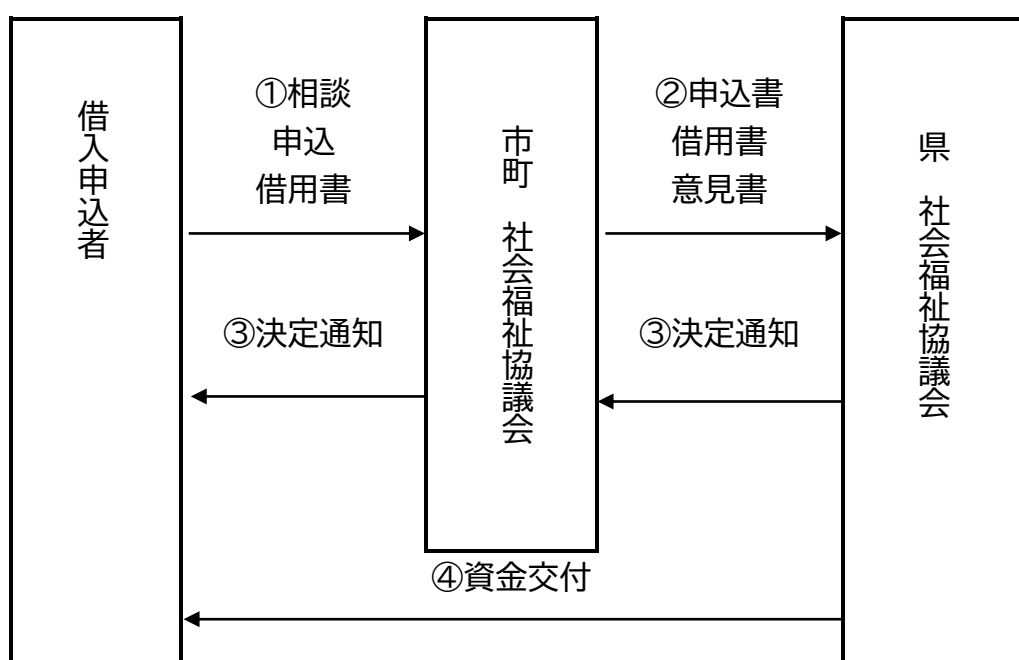 借入申込者
①相談
申込
借用書
市町 社会福祉協議会
②申込書
借用書
意見書
県 社会福祉協議会
③決定通知
③決定通知
④資金交付